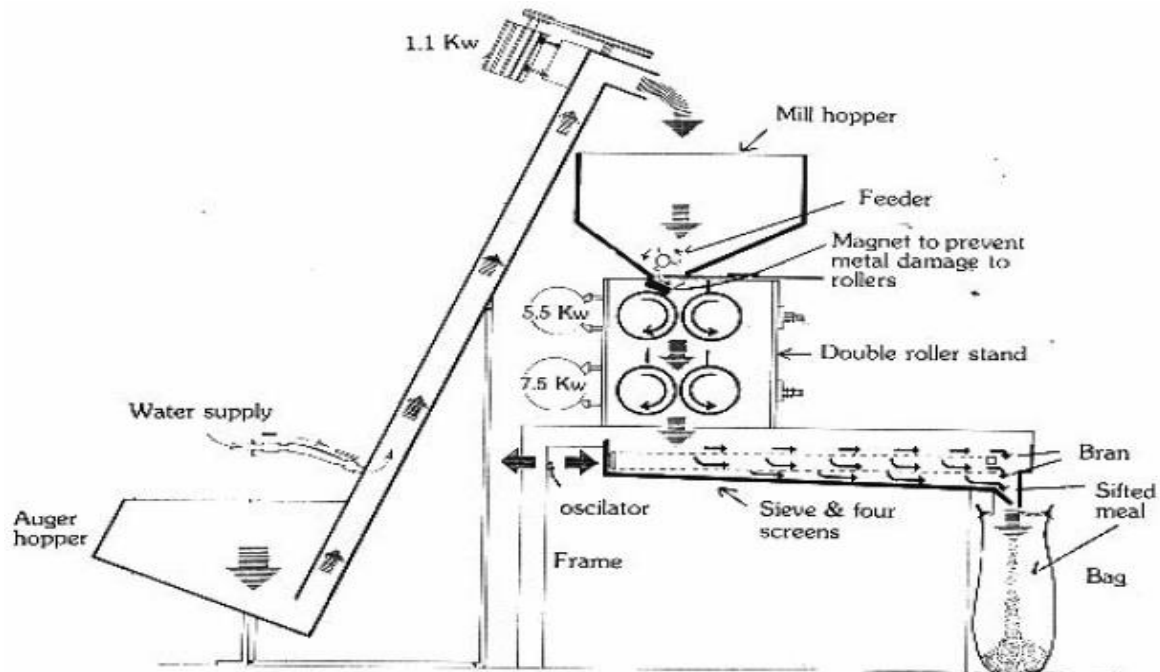 1.1 Kw
Mill hopper
Feeder
Magnet to prevent
metal damage to
rollers
5.5 Kw
Double roller stand
7.5 Kw
Water supply
Bran
Sifted
meal
Auger
hopper
oscilator
Sieve & four
screens
Frame
Bag